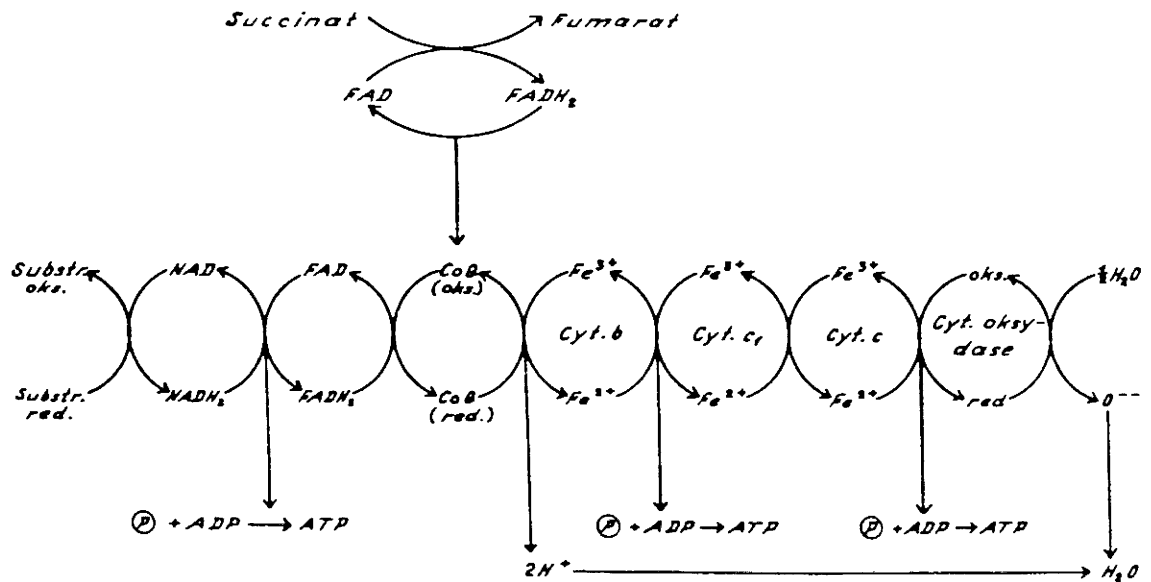 Succinat Fumarat
FAD FADH₂
Substr. oks. NAD FAD CoQ (oks) Fe³⁺ Fe³⁺ Fe³⁺ oks. ½H₂O
Cyt. b Cyt. c₁ Cyt. c Cyt. oksy-
dase
Substr. red. NADH₂ FADH₂ CoQ (red.) Fe²⁺ Fe²⁺ Fe²⁺ red O⁻⁻
Ⓟ + ADP → ATP Ⓟ + ADP → ATP Ⓟ + ADP → ATP
2H⁺ H₂O